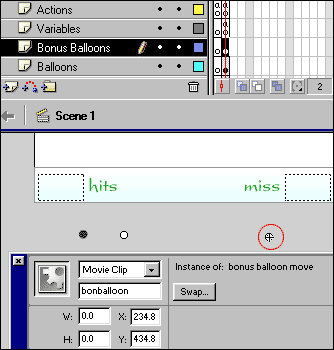 Actions
Variables
Bonus Balloons
Balloons
2
Scene 1
hits
miss
Movie Clip
Instance of: bonus balloon move
bonballoon
Swap...
W: 0.0 X: 234.8
H: 0.0 Y: 434.8